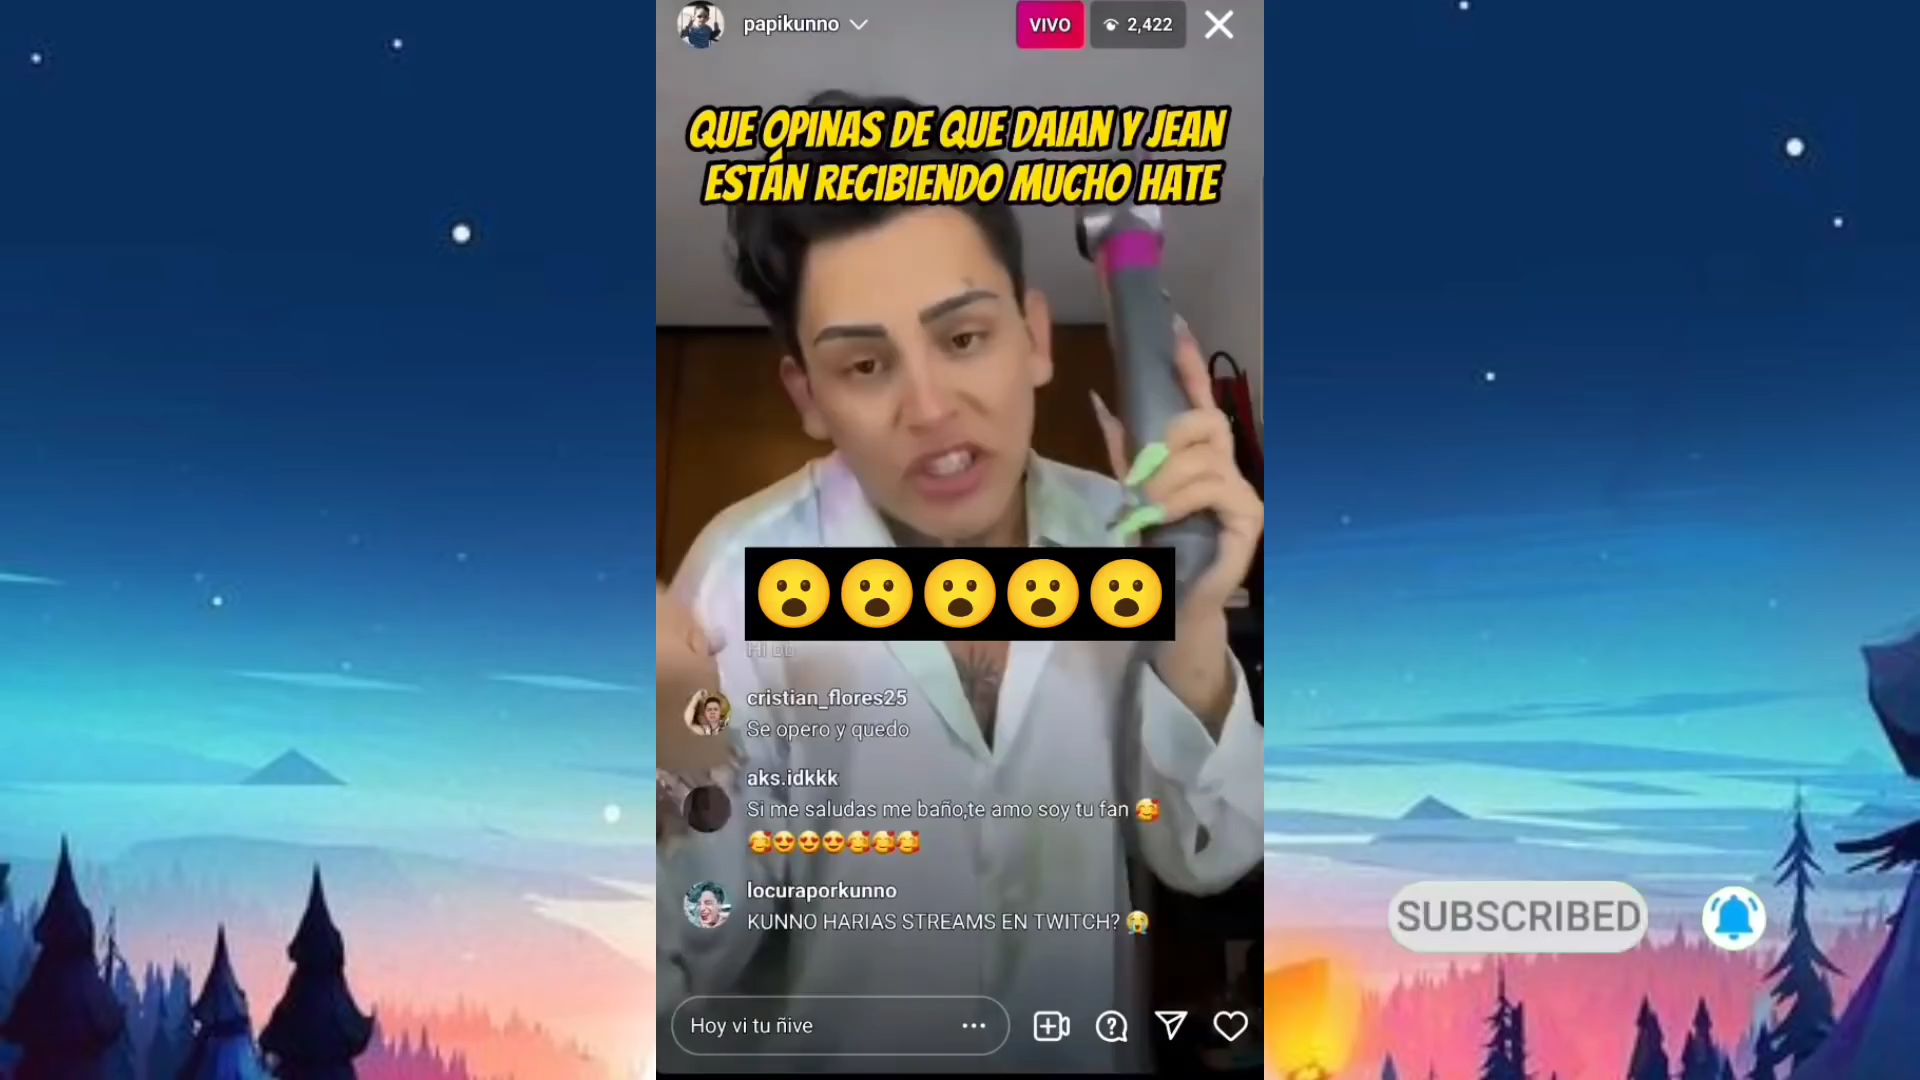 papikunno
VIVO
2,422
QUE OPINAS DE QUE DAIAN Y JEAN
ESTÁN RECIBIENDO MUCHO HATE
cristian_flores25
Se opero y quedo
aks.idkkk
Si me saludas me baño,te amo soy tu fan 🥰
🥰😍😍😍🥰🥰🥰
locuraporkunno
KUNNO HARIAS STREAMS EN TWITCH? 😭
SUBSCRIBED
Hoy vi tu ñive